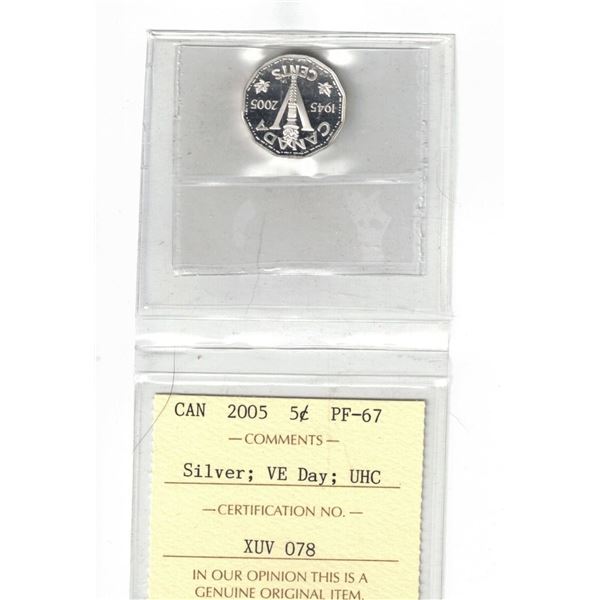 CENTS
1945 2005
CANADA
CAN 2005 5¢ PF-67
—COMMENTS—
Silver; VE Day; UHC
—CERTIFICATION NO.—
XUV 078
IN OUR OPINION THIS IS A
GENUINE ORIGINAL ITEM,